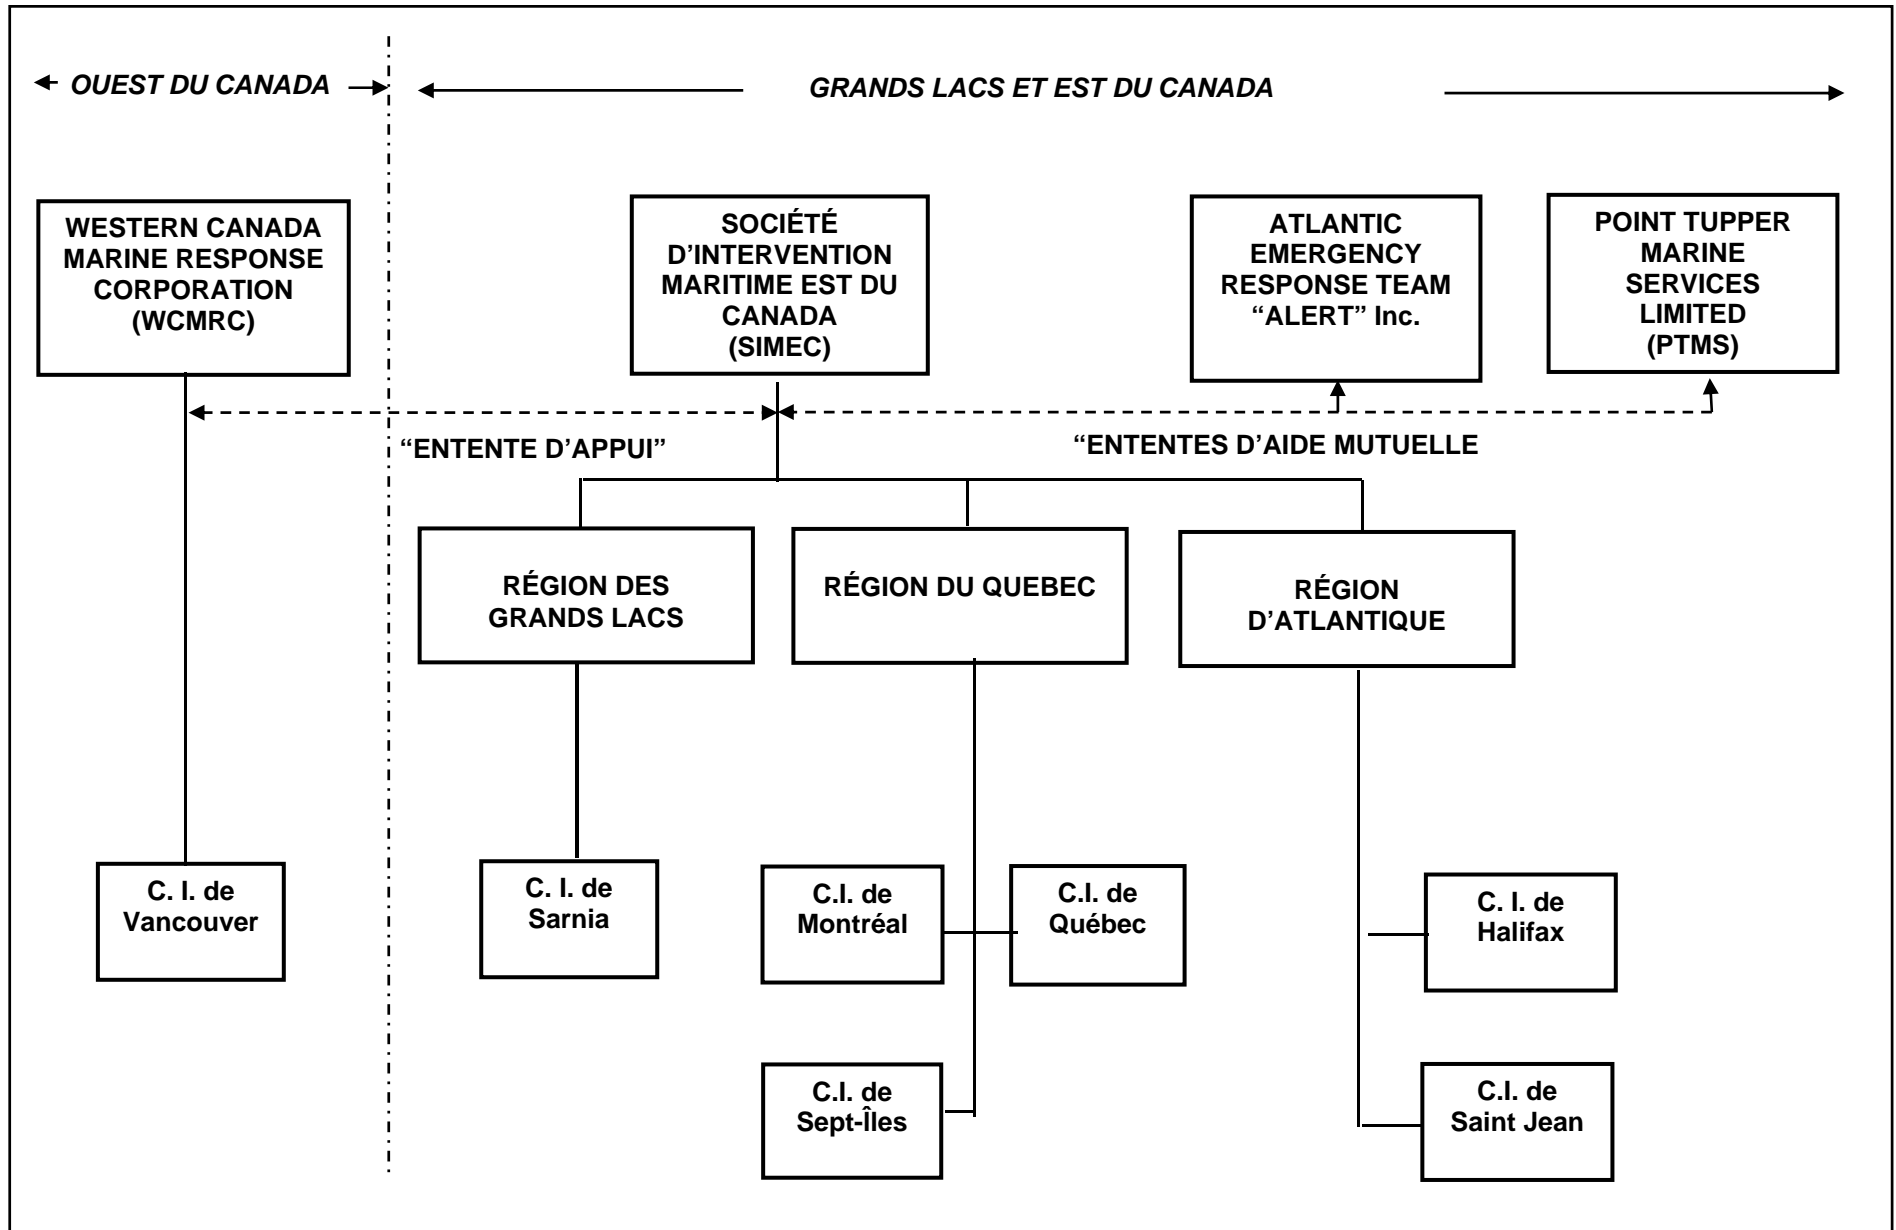 OUEST DU CANADA
GRANDS LACS ET EST DU CANADA
WESTERN CANADA
MARINE RESPONSE
CORPORATION
(WCMRC)
SOCIÉTÉ
D’INTERVENTION
MARITIME EST DU
CANADA
(SIMEC)
ATLANTIC
EMERGENCY
RESPONSE TEAM
“ALERT” Inc.
POINT TUPPER
MARINE
SERVICES
LIMITED
(PTMS)
“ENTENTE D’APPUI”
“ENTENTES D’AIDE MUTUELLE
RÉGION DES
GRANDS LACS
RÉGION DU QUEBEC
RÉGION
D’ATLANTIQUE
C. I. de
Vancouver
C. I. de
Sarnia
C.I. de
Montréal
C.I. de
Québec
C. I. de
Halifax
C.I. de
Sept-Îles
C.I. de
Saint Jean